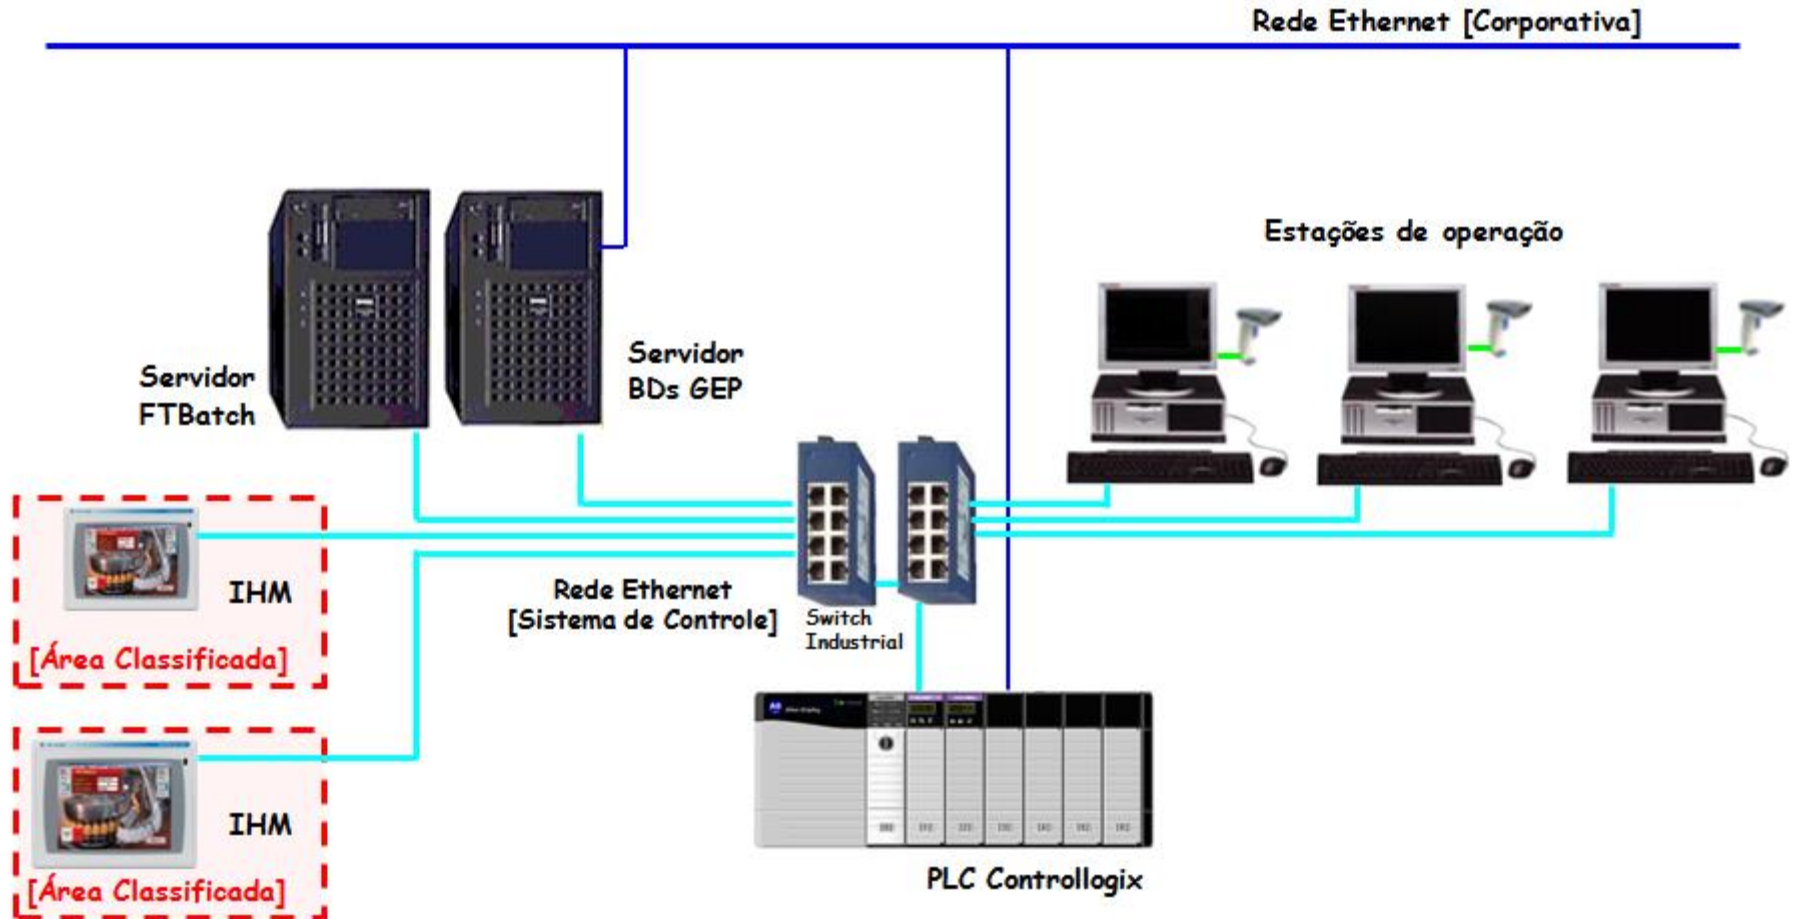 Rede Ethernet [Corporativa]
Estações de operação
Servidor
BDs GEP
Servidor
FTBatch
IHM
[Área Classificada]
Rede Ethernet
[Sistema de Controle]
Switch
Industrial
IHM
[Área Classificada]
PLC Controllogix